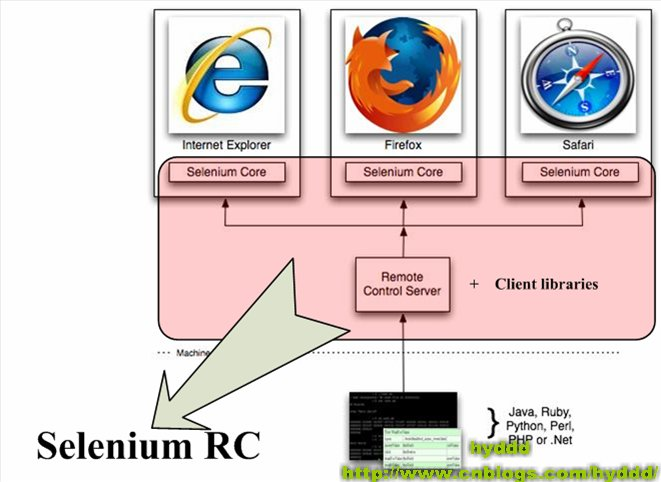 Internet Explorer
Firefox
Safari
Selenium Core
Selenium Core
Selenium Core
Remote
Control Server
+ Client libraries
Machine
Selenium RC
Java, Ruby,
Python, Perl,
PHP or .Net
hyddd
http://www.cnblogs.com/hyddd/